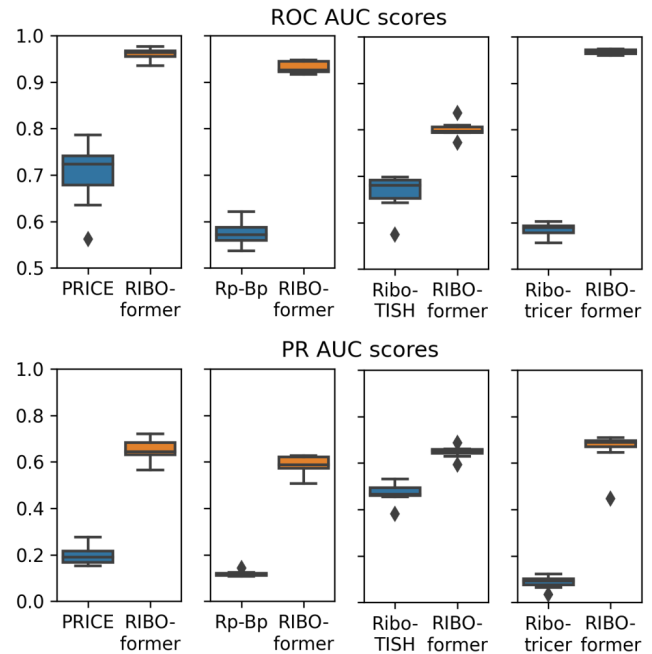 ROC AUC scores
1.0
0.9
0.8
0.7
0.6
0.5
PRICE RIBO-former
Rp-Bp RIBO-former
Ribo-TISH RIBO-former
Ribo-tricer RIBO-former
PR AUC scores
1.0
0.8
0.6
0.4
0.2
0.0
PRICE RIBO-former
Rp-Bp RIBO-former
Ribo-TISH RIBO-former
Ribo-tricer RIBO-former